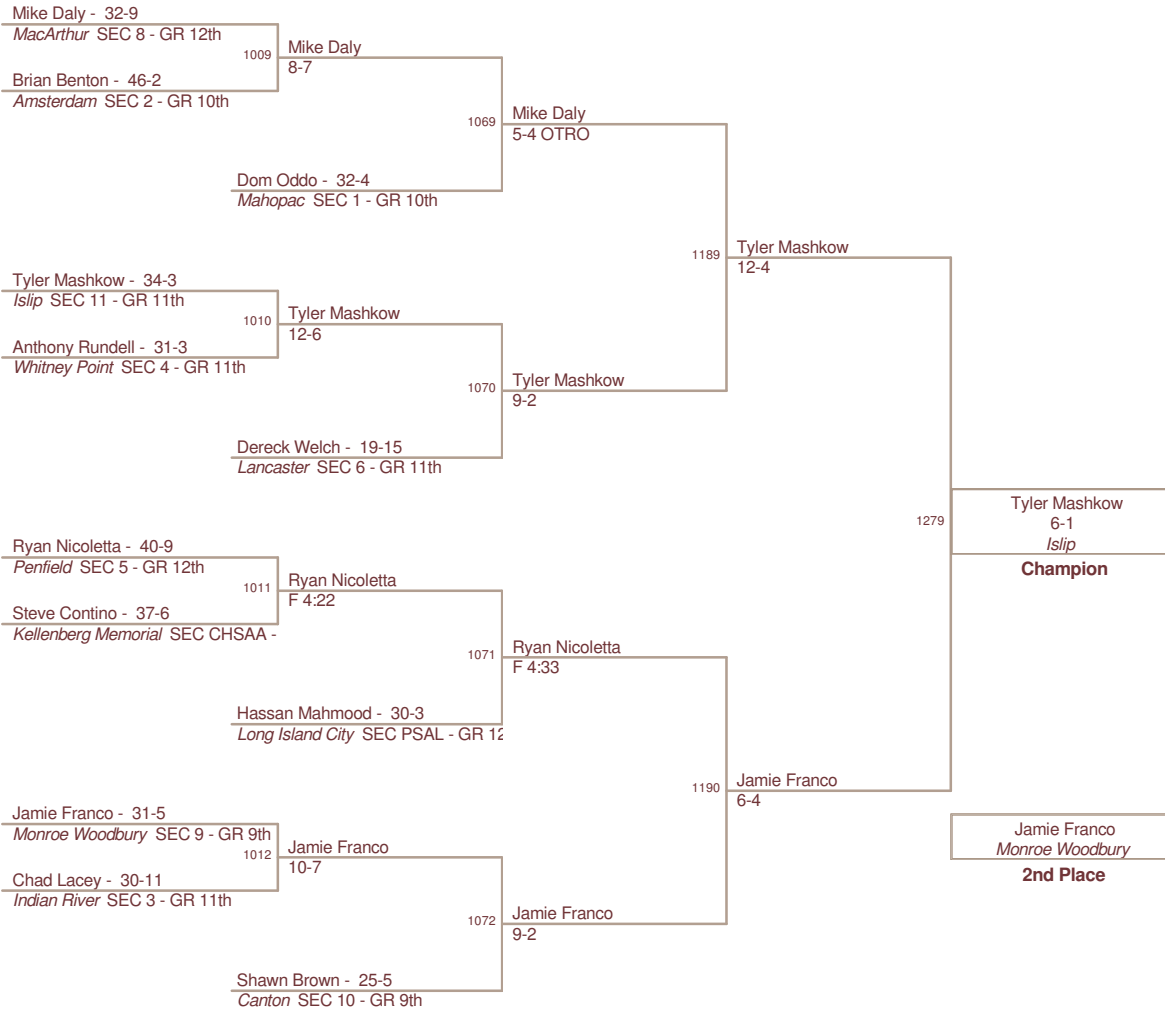 Mike Daly - 32-9
MacArthur SEC 8 - GR 12th
1009
Mike Daly
8-7
Brian Benton - 46-2
Amsterdam SEC 2 - GR 10th
1069
Mike Daly
5-4 OTRO
Dom Oddo - 32-4
Mahopac SEC 1 - GR 10th
1189
Tyler Mashkow
12-4
Tyler Mashkow - 34-3
Islip SEC 11 - GR 11th
1010
Tyler Mashkow
12-6
Anthony Rundell - 31-3
Whitney Point SEC 4 - GR 11th
1070
Tyler Mashkow
9-2
Dereck Welch - 19-15
Lancaster SEC 6 - GR 11th
1279
Tyler Mashkow
6-1
Islip
Champion
Ryan Nicoletta - 40-9
Penfield SEC 5 - GR 12th
1011
Ryan Nicoletta
F 4:22
Steve Contino - 37-6
Kellenberg Memorial SEC CHSAA -
1071
Ryan Nicoletta
F 4:33
Hassan Mahmood - 30-3
Long Island City SEC PSAL - GR 12
1190
Jamie Franco
6-4
Jamie Franco - 31-5
Monroe Woodbury SEC 9 - GR 9th
1012
Jamie Franco
10-7
Chad Lacey - 30-11
Indian River SEC 3 - GR 11th
1072
Jamie Franco
9-2
Shawn Brown - 25-5
Canton SEC 10 - GR 9th
Jamie Franco
Monroe Woodbury
2nd Place